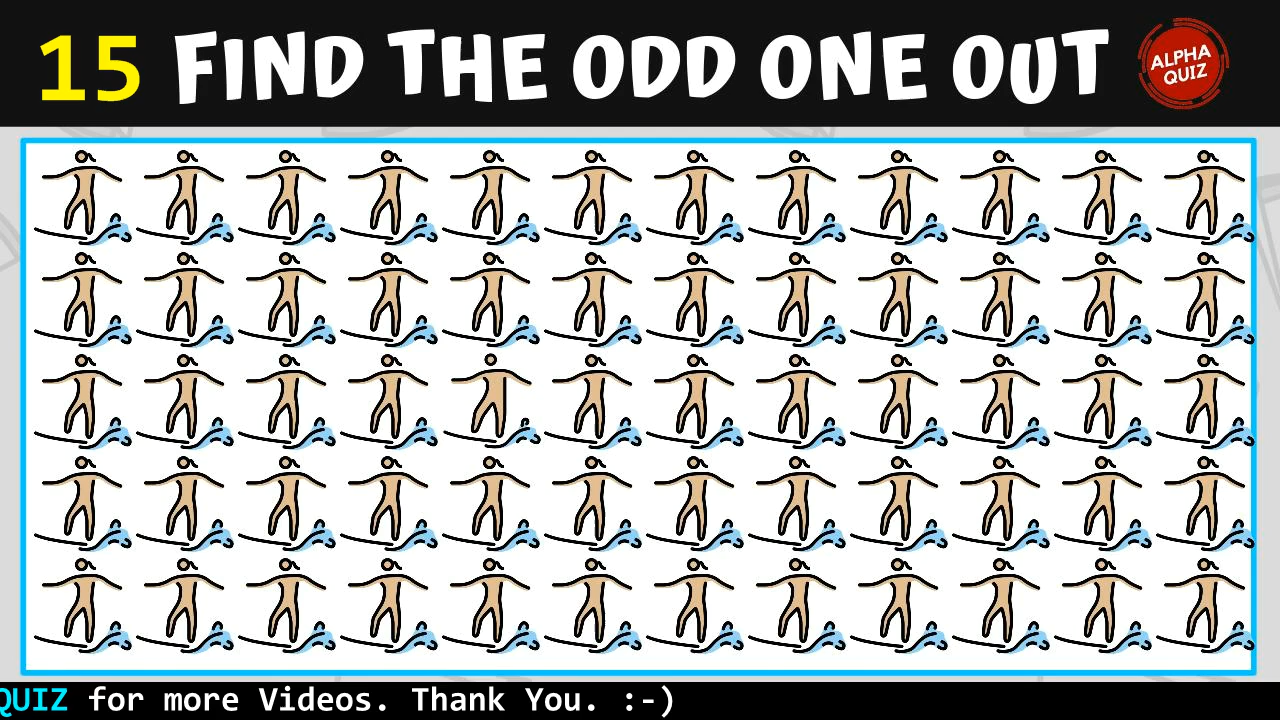 15 FIND THE ODD ONE OUT
ALPHA
QUIZ
QUIZ for more Videos. Thank You. :-)